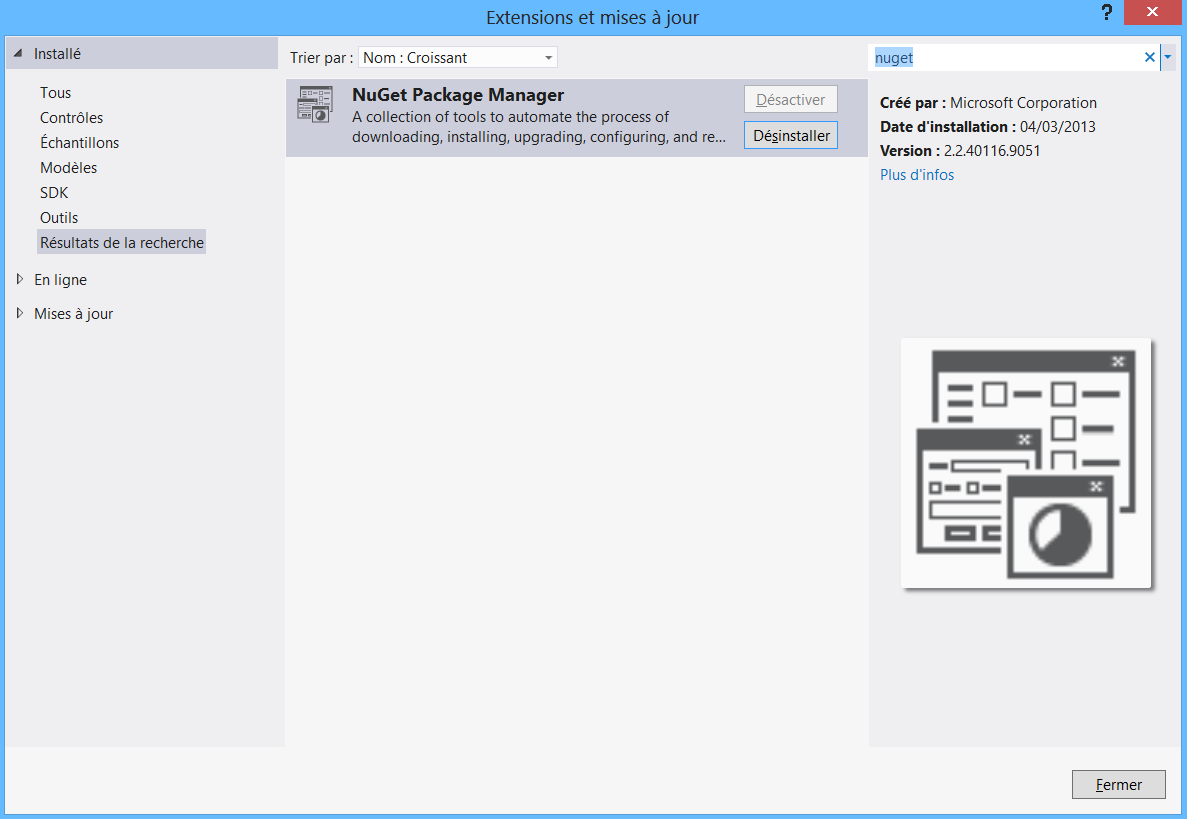 Extensions et mises à jour
?
Installé
Tous
Contrôles
Échantillons
Modèles
SDK
Outils
Résultats de la recherche
En ligne
Mises à jour
Trier par : Nom : Croissant
NuGet Package Manager
A collection of tools to automate the process of
downloading, installing, upgrading, configuring, and re...
Désactiver
Désinstaller
nuget
Créé par : Microsoft Corporation
Date d'installation : 04/03/2013
Version : 2.2.40116.9051
Plus d'infos
Fermer